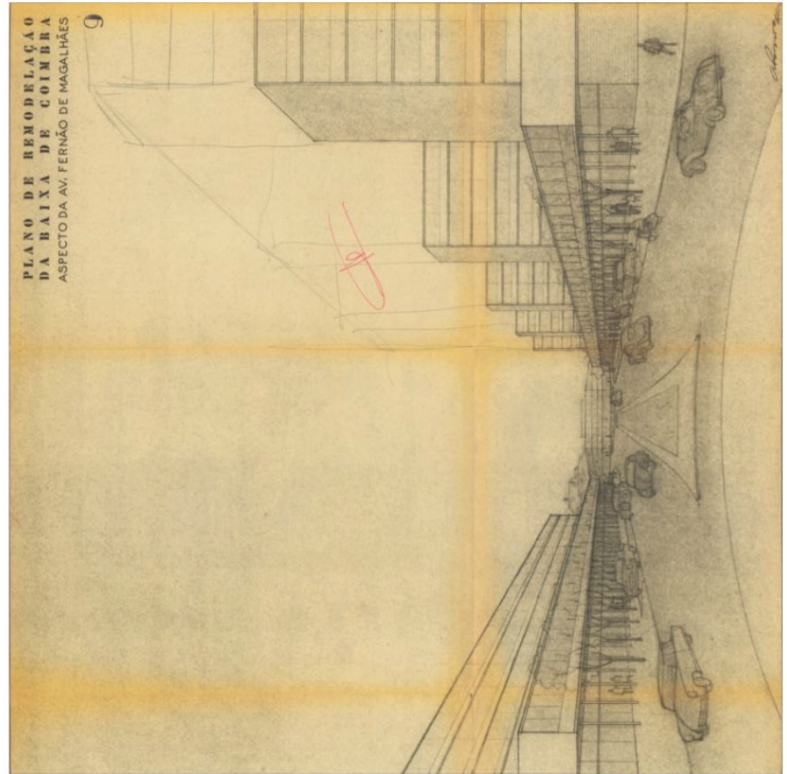 PLANO DE REMODELAÇÃO
DA BAIXA DE COIMBRA
ASPECTO DA AV. FERNÃO DE MAGALHÃES
9